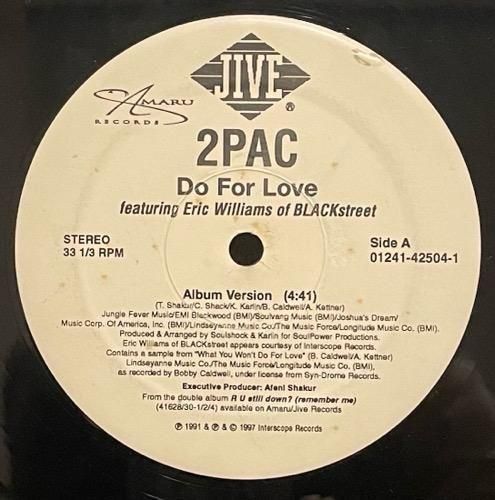 JIVE
®
AMARU
RECORDS
2PAC
Do For Love
featuring Eric Williams of BLACKstreet
STEREO
33 1/3 RPM
Side A
01241-42504-1
Album Version (4:41)
(T. Shakur/C. Shack/K. Karlin/B. Caldwell/A. Kettner)
Jungle Fever Music/EMI Blackwood (BMI)/Soulvang Music (BMI)/Joshua's Dream/
Music Corp. Of America, Inc. (BMI)/Lindseyanne Music Co./The Music Force/Longitude Music Co. (BMI).
Produced & Arranged by Soulshock & Karlin for SoulPower Productions.
Eric Williams of BLACKstreet appears courtesy of Interscope Records.
Contains a sample from "What You Won't Do For Love" (B. Caldwell/A. Kettner)
Lindseyanne Music Co./The Music Force/Longitude Music Co. (BMI),
as recorded by Bobby Caldwell, under license from Syn-Drome Records.
Executive Producer: Afeni Shakur
From the double album R U still down? (remember me)
(41628/30-1/2/4) available on Amaru/Jive Records
℗ 1991 & ℗ & © 1997 Interscope Records